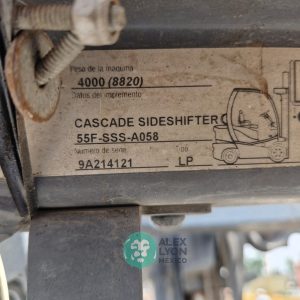 Peso de la maquina
4000 (8820)
Datos del implemento
CASCADE SIDESHIFTER
55F-SSS-A058
Numero de serie
Tipo
9A214121
LP
ALEX
LYON
MEXICO